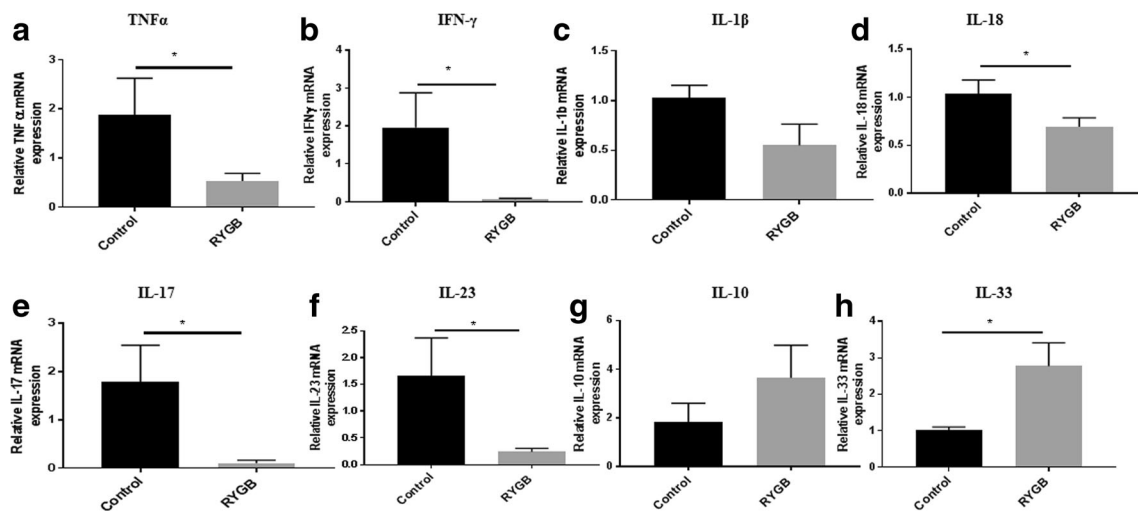 a
TNFα
Relative TNF α mRNA
expression
3
2
1
0
*
Control
RYGB
b
IFN-γ
Relative IFNγ mRNA
expression
4
3
2
1
0
*
Control
RYGB
c
IL-1β
Relative IL-1b mRNA
expression
1.5
1.0
0.5
0.0
Control
RYGB
d
IL-18
Relative IL-18 mRNA
expression
1.5
1.0
0.5
0.0
*
Control
RYGB
e
IL-17
Relative IL-17 mRNA
expression
3
2
1
0
*
Control
RYGB
f
IL-23
Relative IL-23 mRNA
expression
2.5
2.0
1.5
1.0
0.5
0.0
*
Control
RYGB
g
IL-10
Relative IL-10 mRNA
expression
6
4
2
0
Control
RYGB
h
IL-33
Relative IL-33 mRNA
expression
4
3
2
1
0
*
Control
RYGB